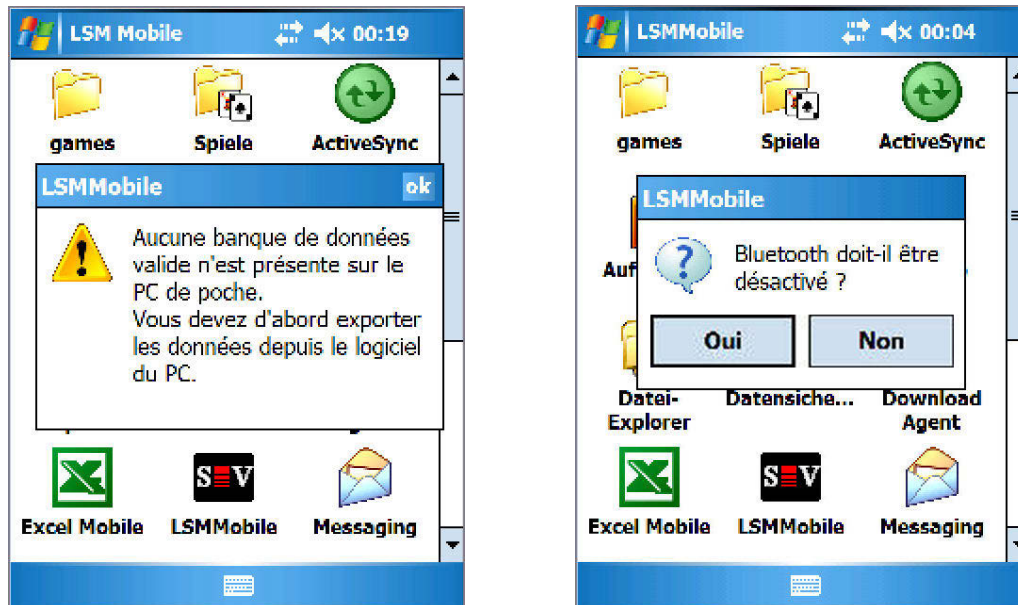 LSM Mobile 00:19
games Spiele ActiveSync
LSMMobile ok
Aucune banque de données
valide n'est présente sur le
PC de poche.
Vous devez d'abord exporter
les données depuis le logiciel
du PC.
S V
Excel Mobile LSMMobile Messaging
LSMMobile 00:04
games Spiele ActiveSync
LSMMobile
Bluetooth doit-il être
désactivé ?
Auf
Oui Non
Datei-
Explorer Datensiche... Download
Agent
S V
Excel Mobile LSMMobile Messaging